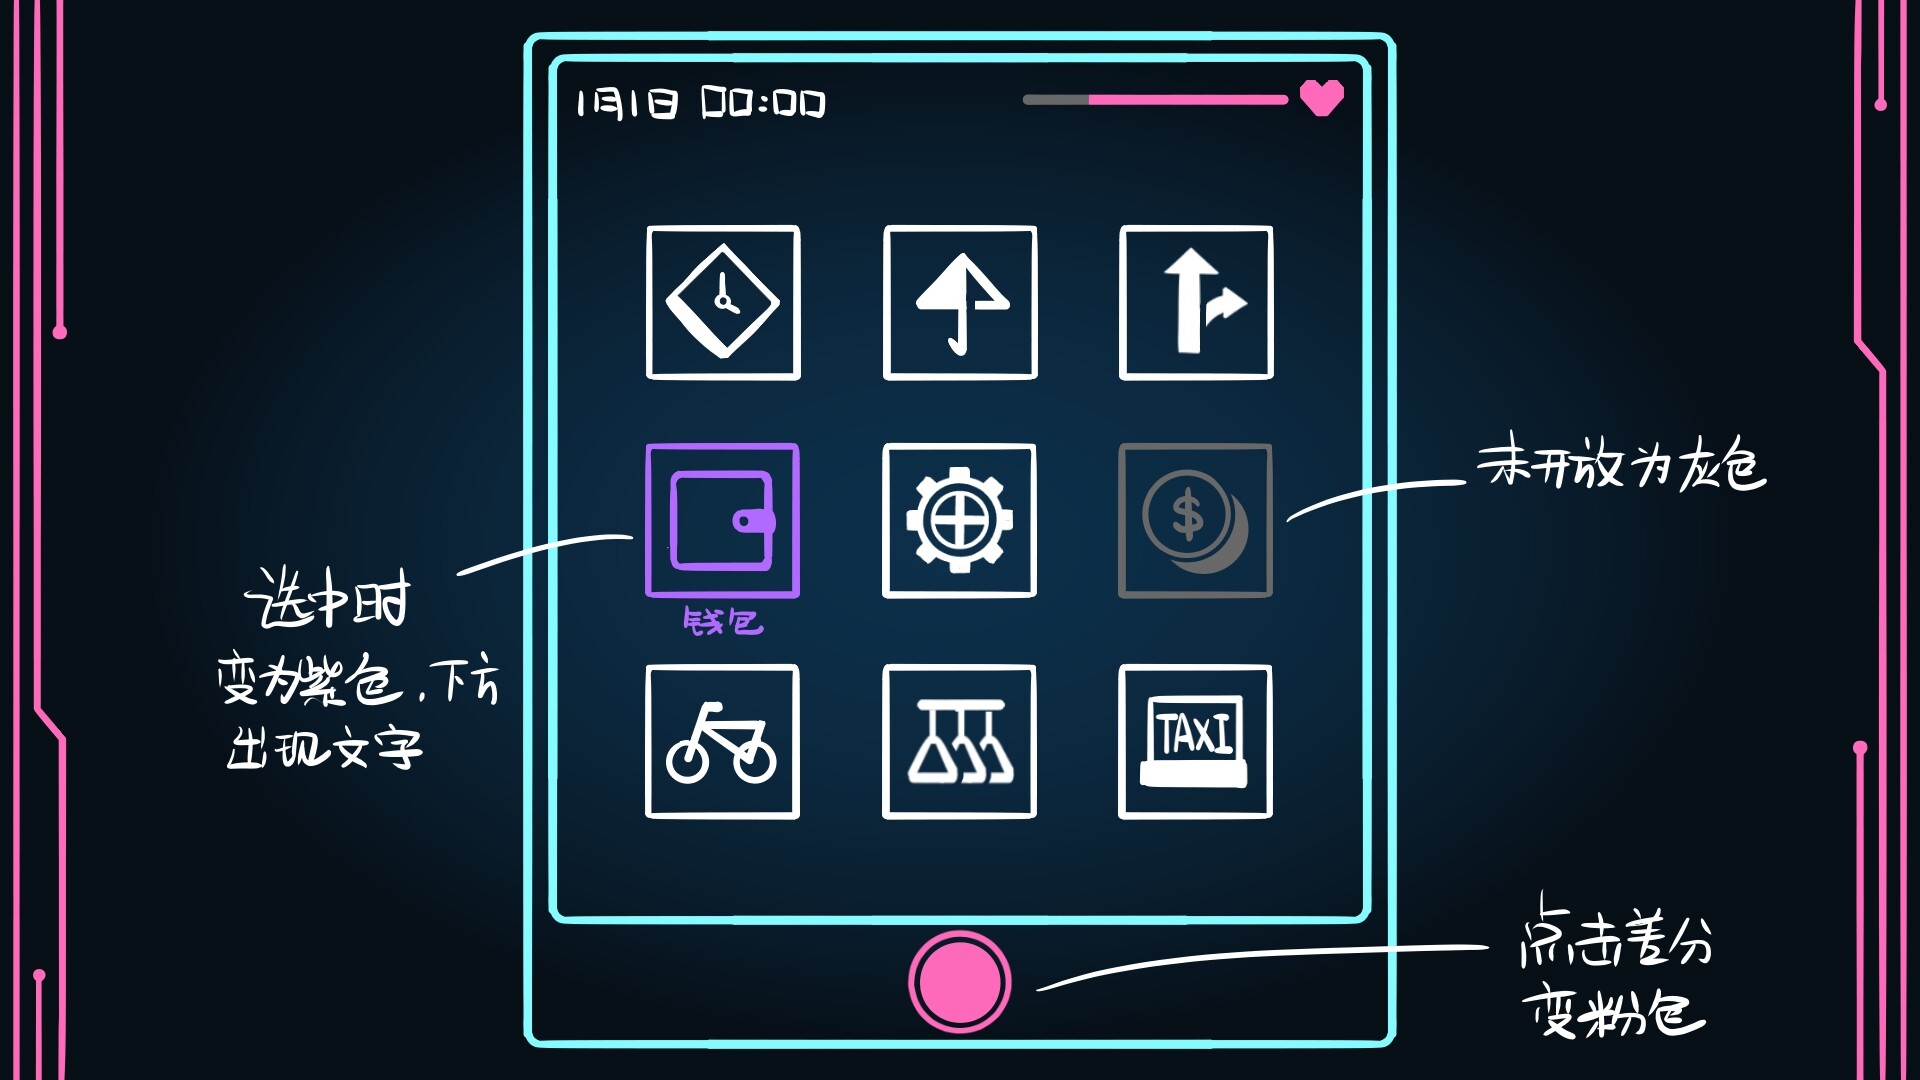 1月1日 00:00
$
未开放为灰色
选中时
变为紫色，下方
出现文字
钱包
TAXI
点击差分
变粉色